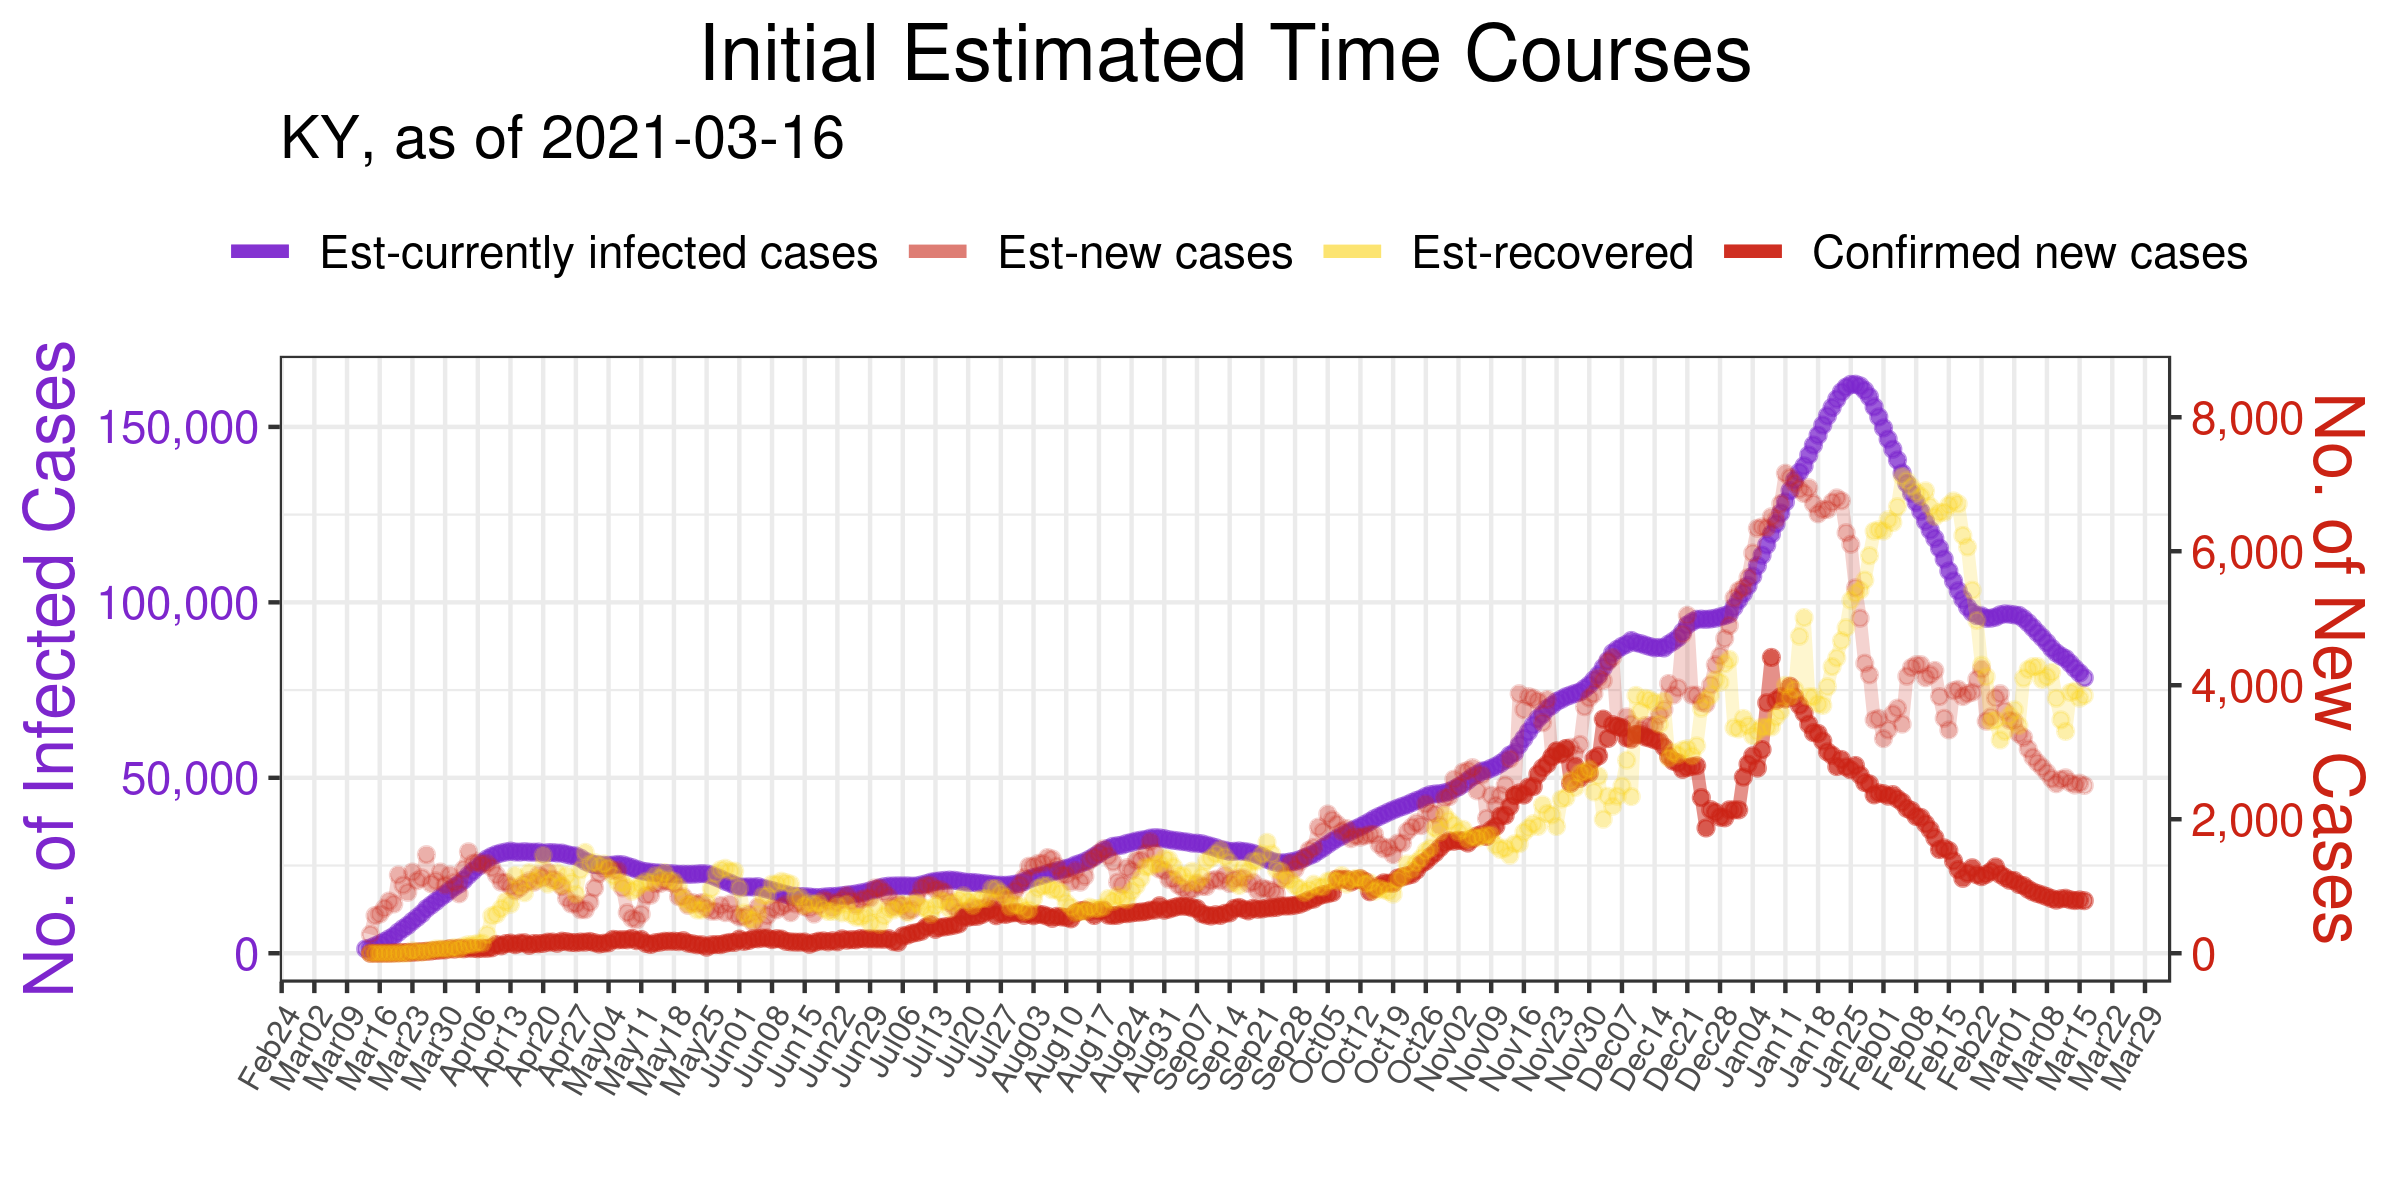 Initial Estimated Time Courses
KY, as of 2021-03-16
Est-currently infected cases Est-new cases Est-recovered Confirmed new cases
No. of Infected Cases
150,000
100,000
50,000
0
8,000
6,000
4,000
2,000
0
No. of New Cases
Feb24 Mar02 Mar09 Mar16 Mar23 Mar30 Apr06 Apr13 Apr20 Apr27 May04 May11 May18 May25 Jun01 Jun08 Jun15 Jun22 Jun29 Jul06 Jul13 Jul20 Jul27 Aug03 Aug10 Aug17 Aug24 Aug31 Sep07 Sep14 Sep21 Sep28 Oct05 Oct12 Oct19 Oct26 Nov02 Nov09 Nov16 Nov23 Nov30 Dec07 Dec14 Dec21 Dec28 Jan04 Jan11 Jan18 Jan25 Feb01 Feb08 Feb15 Feb22 Mar01 Mar08 Mar15 Mar22 Mar29